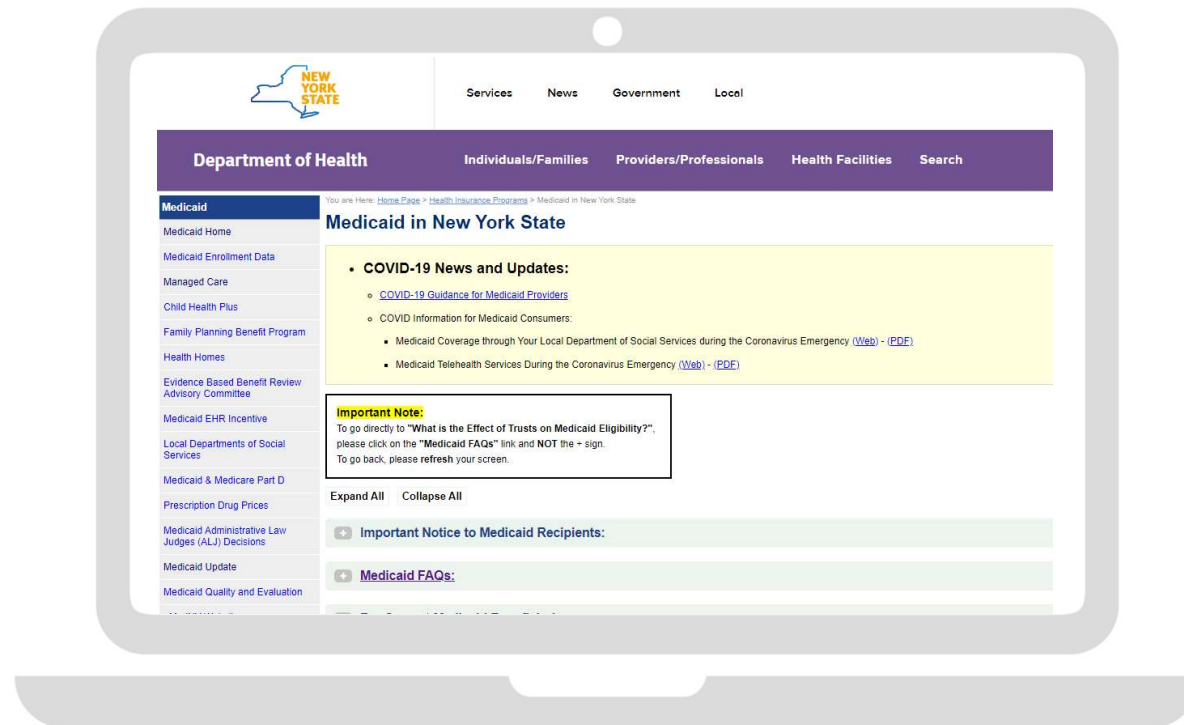 NEW
YORK
STATE
Services News Government Local
Department of Health Individuals/Families Providers/Professionals Health Facilities Search
Medicaid
Medicaid Home
Medicaid Enrollment Data
Managed Care
Child Health Plus
Family Planning Benefit Program
Health Homes
Evidence Based Benefit Review
Advisory Committee
Medicaid EHR Incentive
Local Departments of Social
Services
Medicaid & Medicare Part D
Prescription Drug Prices
Medicaid Administrative Law
Judges (ALJ) Decisions
Medicaid Update
Medicaid Quality and Evaluation
You are Here: Home Page > Health Insurance Programs > Medicaid in New York State
Medicaid in New York State
• COVID-19 News and Updates:
COVID-19 Guidance for Medicaid Providers
COVID Information for Medicaid Consumers:
Medicaid Coverage through Your Local Department of Social Services during the Coronavirus Emergency (Web) - (PDF)
Medicaid Telehealth Services During the Coronavirus Emergency (Web) - (PDF)
Important Note:
To go directly to "What is the Effect of Trusts on Medicaid Eligibility?",
please click on the "Medicaid FAQs" link and NOT the + sign.
To go back, please refresh your screen.
Expand All Collapse All
Important Notice to Medicaid Recipients:
Medicaid FAQs: